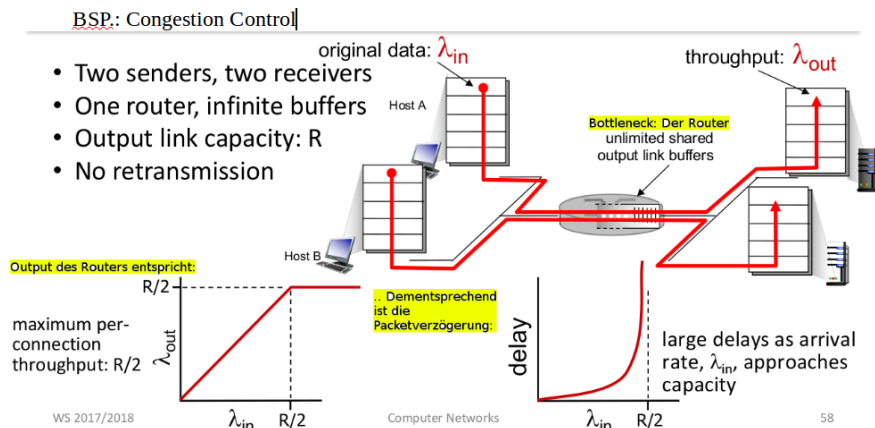 BSP.: Congestion Control
• Two senders, two receivers
• One router, infinite buffers
• Output link capacity: R
• No retransmission
original data: λin
throughput: λout
Host A
Bottleneck: Der Router
unlimited shared
output link buffers
Host B
Output des Routers entspricht:
R/2
maximum per-
connection
throughput: R/2
λout
λin
R/2
.. Dementsprechend
ist die
Packetverzögerung:
delay
λin
R/2
large delays as arrival
rate, λin, approaches
capacity
WS 2017/2018
Computer Networks
58